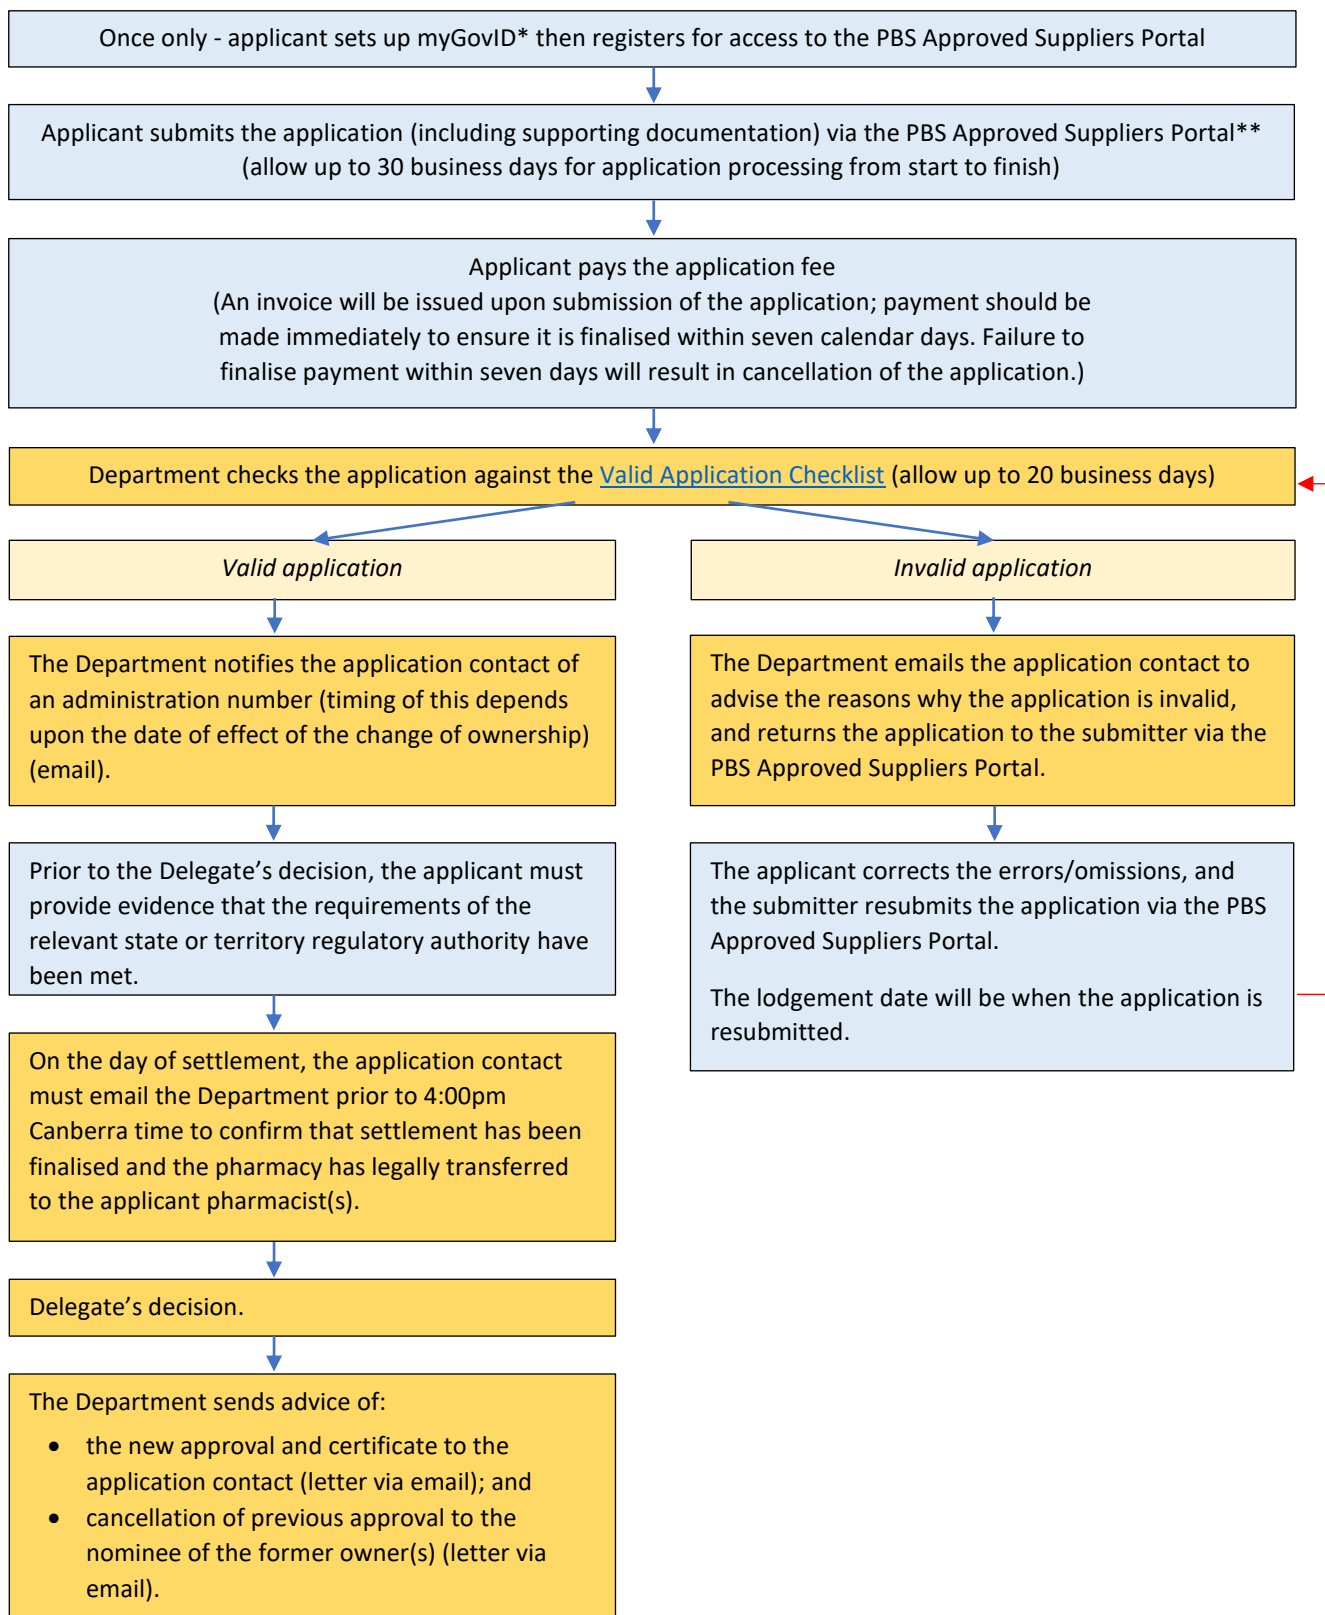 Once only - applicant sets up myGovID* then registers for access to the PBS Approved Suppliers Portal
Applicant submits the application (including supporting documentation) via the PBS Approved Suppliers Portal**
(allow up to 30 business days for application processing from start to finish)
Applicant pays the application fee
(An invoice will be issued upon submission of the application; payment should be
made immediately to ensure it is finalised within seven calendar days. Failure to
finalise payment within seven days will result in cancellation of the application.)
Department checks the application against the Valid Application Checklist (allow up to 20 business days)
Valid application
The Department notifies the application contact of
an administration number (timing of this depends
upon the date of effect of the change of ownership)
(email).
Prior to the Delegate’s decision, the applicant must
provide evidence that the requirements of the
relevant state or territory regulatory authority have
been met.
On the day of settlement, the application contact
must email the Department prior to 4:00pm
Canberra time to confirm that settlement has been
finalised and the pharmacy has legally transferred
to the applicant pharmacist(s).
Delegate’s decision.
The Department sends advice of:
• the new approval and certificate to the
application contact (letter via email); and
• cancellation of previous approval to the
nominee of the former owner(s) (letter via
email).
Invalid application
The Department emails the application contact to
advise the reasons why the application is invalid,
and returns the application to the submitter via the
PBS Approved Suppliers Portal.
The applicant corrects the errors/omissions, and
the submitter resubmits the application via the PBS
Approved Suppliers Portal.
The lodgement date will be when the application is
resubmitted.